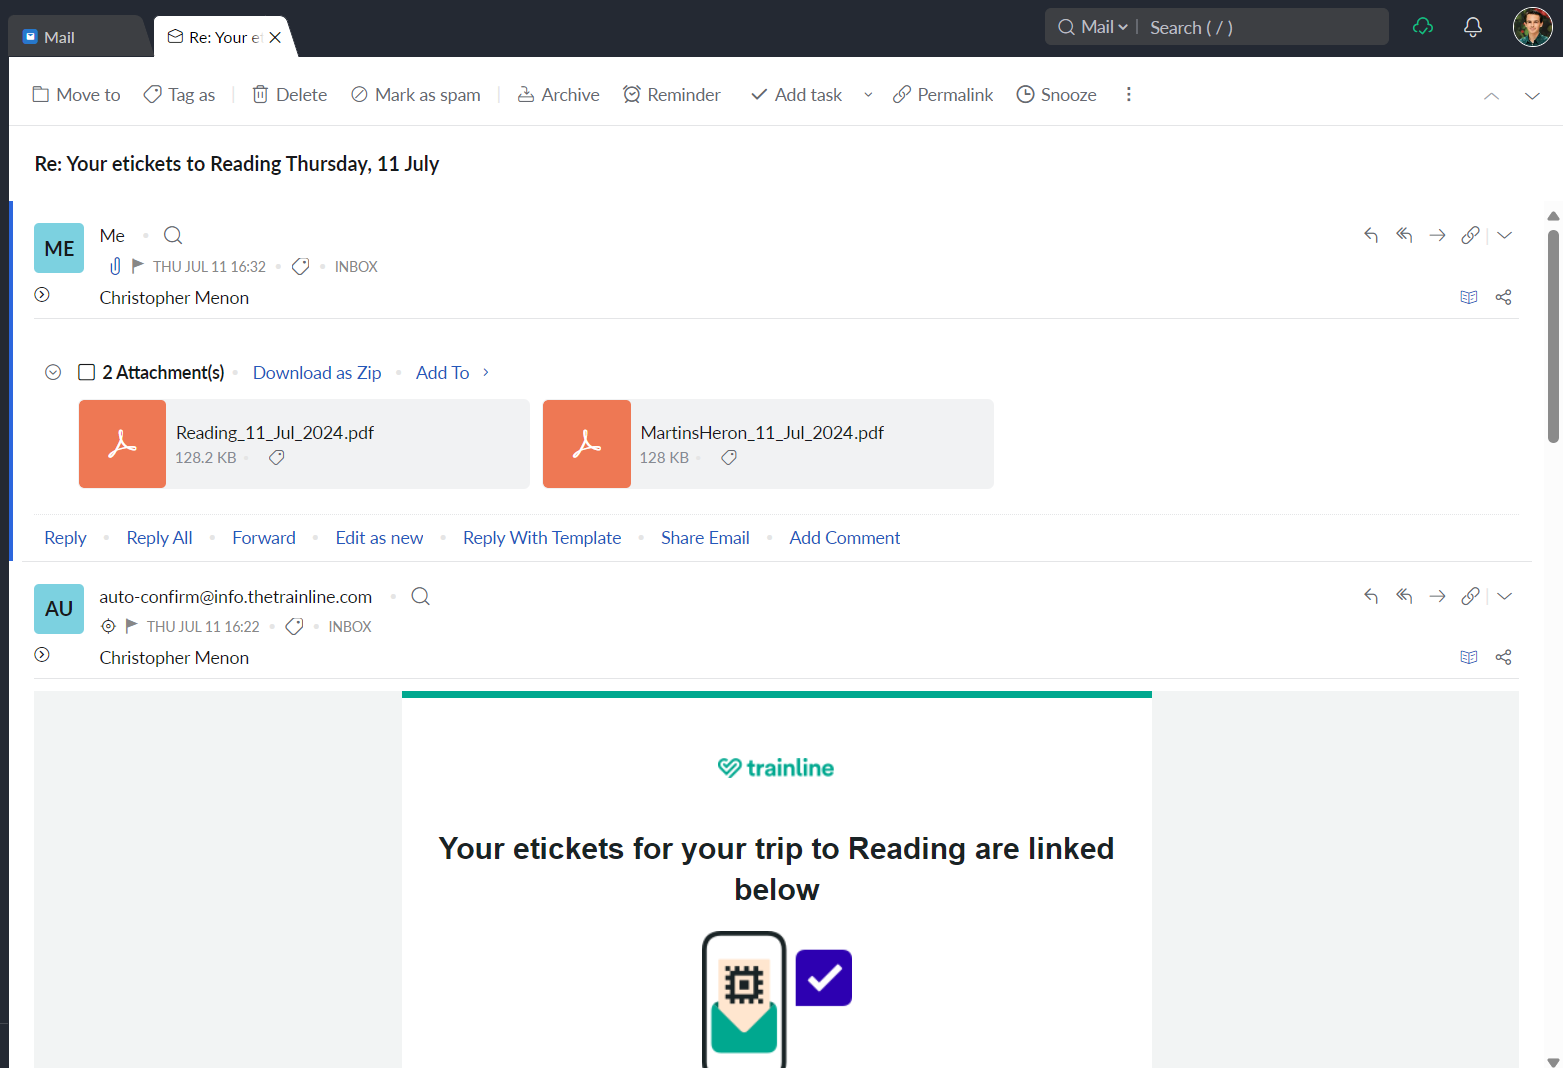 Mail
Re: Your e
Mail
Search ( / )
Move to
Tag as
Delete
Mark as spam
Archive
Reminder
Add task
Permalink
Snooze
Re: Your etickets to Reading Thursday, 11 July
ME
Me
THU JUL 11 16:32
INBOX
Christopher Menon
2 Attachment(s)
Download as Zip
Add To
Reading_11_Jul_2024.pdf
128.2 KB
MartinsHeron_11_Jul_2024.pdf
128 KB
Reply
Reply All
Forward
Edit as new
Reply With Template
Share Email
Add Comment
AU
auto-confirm@info.thetrainline.com
THU JUL 11 16:22
INBOX
Christopher Menon
trainline
Your etickets for your trip to Reading are linked
below